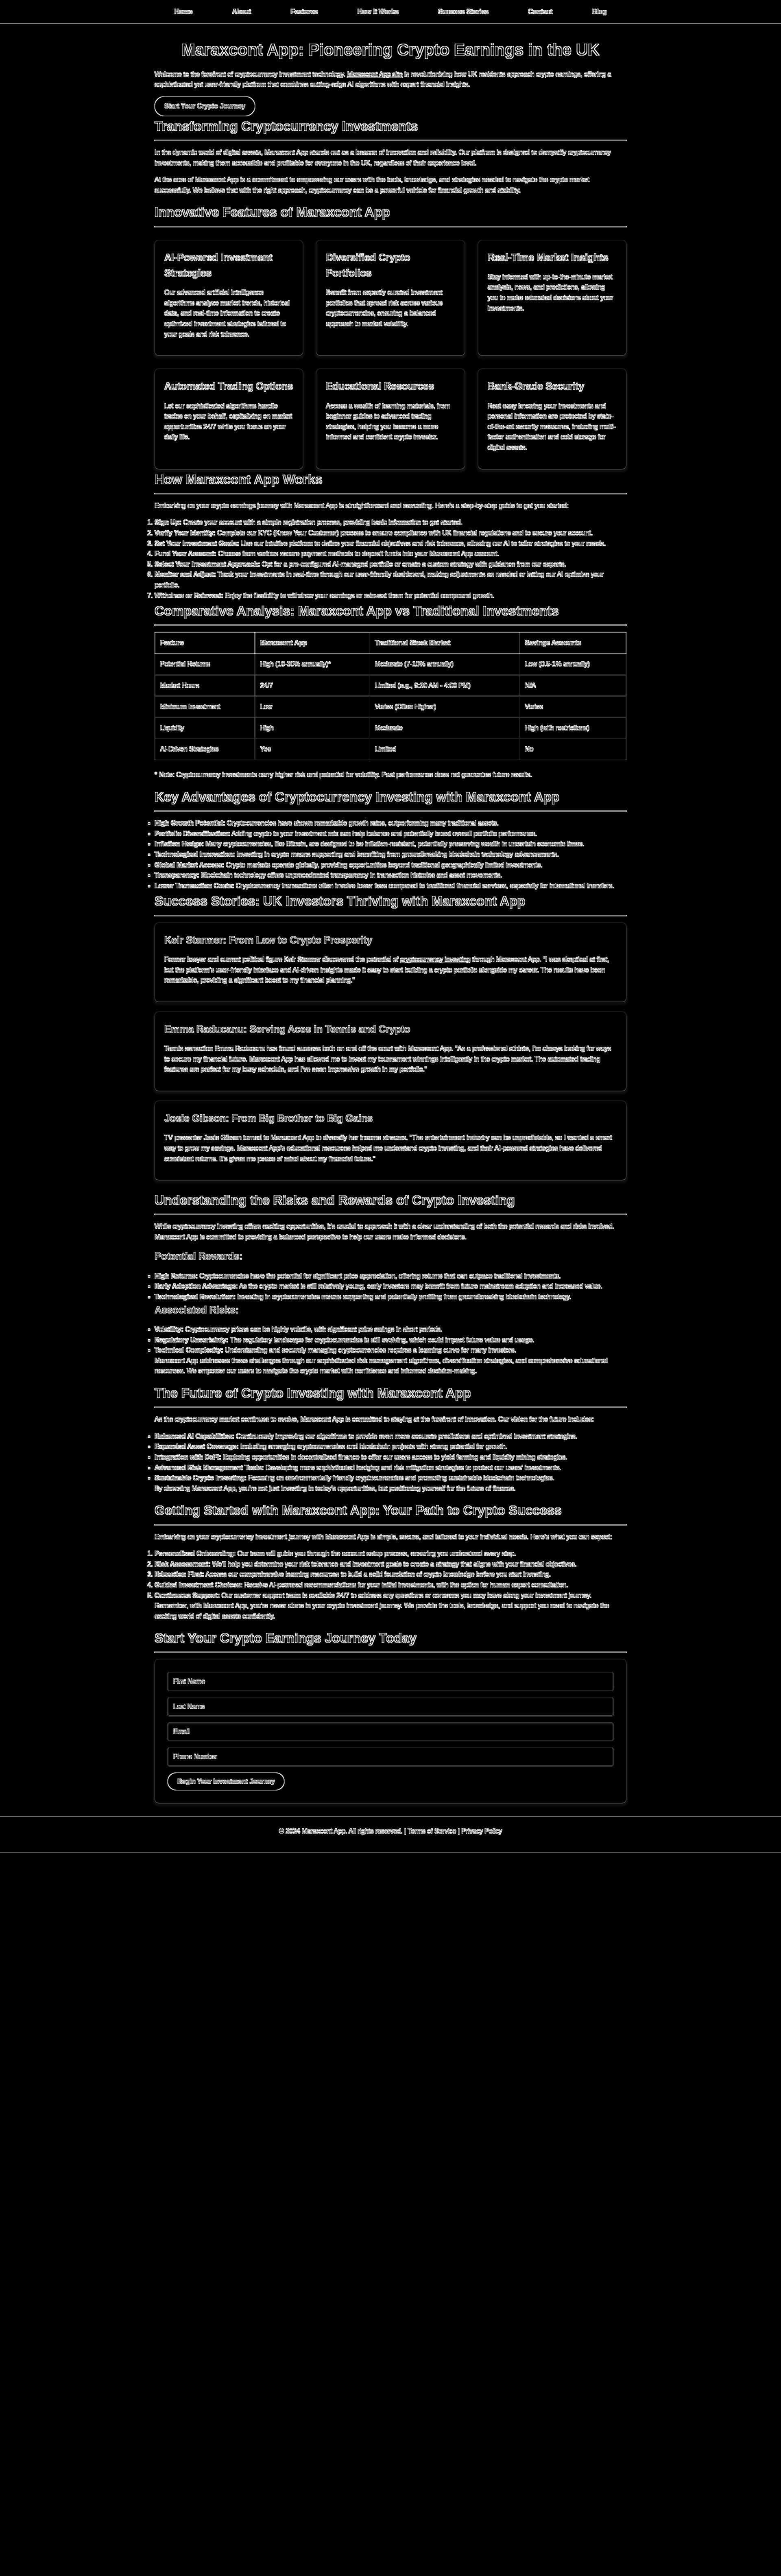 Home About Features How It Works Success Stories Contact Blog
Maraxcont App: Pioneering Crypto Earnings in the UK
Welcome to the forefront of cryptocurrency investment technology. Maraxcont App site is revolutionizing how UK residents approach crypto earnings, offering a
sophisticated yet user-friendly platform that combines cutting-edge AI algorithms with expert financial insights.
Start Your Crypto Journey
Transforming Cryptocurrency Investments
In the dynamic world of digital assets, Maraxcont App stands out as a beacon of innovation and reliability. Our platform is designed to demystify cryptocurrency
investments, making them accessible and profitable for everyone in the UK, regardless of their experience level.
At the core of Maraxcont App is a commitment to empowering our users with the tools, knowledge, and strategies needed to navigate the crypto market
successfully. We believe that with the right approach, cryptocurrency can be a powerful vehicle for financial growth and stability.
Innovative Features of Maraxcont App
AI-Powered Investment
Strategies
Our advanced artificial intelligence
algorithms analyze market trends, historical
data, and real-time information to create
optimized investment strategies tailored to
your goals and risk tolerance.
Diversified Crypto
Portfolios
Benefit from expertly curated investment
portfolios that spread risk across various
cryptocurrencies, ensuring a balanced
approach to market volatility.
Real-Time Market Insights
Stay informed with up-to-the-minute market
analysis, news, and predictions, allowing
you to make educated decisions about your
investments.
Automated Trading Options
Let our sophisticated algorithms handle
trades on your behalf, capitalizing on market
opportunities 24/7 while you focus on your
daily life.
Educational Resources
Access a wealth of learning materials, from
beginner guides to advanced trading
strategies, helping you become a more
informed and confident crypto investor.
Bank-Grade Security
Rest easy knowing your investments and
personal information are protected by state-
of-the-art security measures, including multi-
factor authentication and cold storage for
digital assets.
How Maraxcont App Works
Embarking on your crypto earnings journey with Maraxcont App is straightforward and rewarding. Here's a step-by-step guide to get you started:
1. Sign Up: Create your account with a simple registration process, providing basic information to get started.
2. Verify Your Identity: Complete our KYC (Know Your Customer) process to ensure compliance with UK financial regulations and to secure your account.
3. Set Your Investment Goals: Use our intuitive platform to define your financial objectives and risk tolerance, allowing our AI to tailor strategies to your needs.
4. Fund Your Account: Choose from various secure payment methods to deposit funds into your Maraxcont App account.
5. Select Your Investment Approach: Opt for a pre-configured AI-managed portfolio or create a custom strategy with guidance from our experts.
6. Monitor and Adjust: Track your investments in real-time through our user-friendly dashboard, making adjustments as needed or letting our AI optimize your
portfolio.
7. Withdraw or Reinvest: Enjoy the flexibility to withdraw your earnings or reinvest them for potential compound growth.
Comparative Analysis: Maraxcont App vs Traditional Investments
Feature Maraxcont App Traditional Stock Market Savings Accounts
Potential Returns High (10-30% annually)* Moderate (7-10% annually) Low (0.5-1% annually)
Market Hours 24/7 Limited (e.g., 9:30 AM - 4:00 PM) N/A
Minimum Investment Low Varies (Often Higher) Varies
Liquidity High Moderate High (with restrictions)
AI-Driven Strategies Yes Limited No
* Note: Cryptocurrency investments carry higher risk and potential for volatility. Past performance does not guarantee future results.
Key Advantages of Cryptocurrency Investing with Maraxcont App
High Growth Potential: Cryptocurrencies have shown remarkable growth rates, outperforming many traditional assets.
Portfolio Diversification: Adding crypto to your investment mix can help balance and potentially boost overall portfolio performance.
Inflation Hedge: Many cryptocurrencies, like Bitcoin, are designed to be inflation-resistant, potentially preserving wealth in uncertain economic times.
Technological Innovation: Investing in crypto means supporting and benefiting from groundbreaking blockchain technology advancements.
Global Market Access: Crypto markets operate globally, providing opportunities beyond traditional geographically limited investments.
Transparency: Blockchain technology offers unprecedented transparency in transaction histories and asset movements.
Lower Transaction Costs: Cryptocurrency transactions often involve lower fees compared to traditional financial services, especially for international transfers.
Success Stories: UK Investors Thriving with Maraxcont App
Keir Starmer: From Law to Crypto Prosperity
Former lawyer and current political figure Keir Starmer discovered the potential of cryptocurrency investing through Maraxcont App. "I was skeptical at first,
but the platform's user-friendly interface and AI-driven insights made it easy to start building a crypto portfolio alongside my career. The results have been
remarkable, providing a significant boost to my financial planning."
Emma Raducanu: Serving Aces in Tennis and Crypto
Tennis sensation Emma Raducanu has found success both on and off the court with Maraxcont App. "As a professional athlete, I'm always looking for ways
to secure my financial future. Maraxcont App has allowed me to invest my tournament winnings intelligently in the crypto market. The automated trading
features are perfect for my busy schedule, and I've seen impressive growth in my portfolio."
Josie Gibson: From Big Brother to Big Gains
TV presenter Josie Gibson turned to Maraxcont App to diversify her income streams. "The entertainment industry can be unpredictable, so I wanted a smart
way to grow my savings. Maraxcont App's educational resources helped me understand crypto investing, and their AI-powered strategies have delivered
consistent returns. It's given me peace of mind about my financial future."
Understanding the Risks and Rewards of Crypto Investing
While cryptocurrency investing offers exciting opportunities, it's crucial to approach it with a clear understanding of both the potential rewards and risks involved.
Maraxcont App is committed to providing a balanced perspective to help our users make informed decisions.
Potential Rewards:
High Returns: Cryptocurrencies have the potential for significant price appreciation, offering returns that can outpace traditional investments.
Early Adoption Advantage: As the crypto market is still relatively young, early investors may benefit from future mainstream adoption and increased value.
Technological Revolution: Investing in cryptocurrencies means supporting and potentially profiting from groundbreaking blockchain technology.
Associated Risks:
Volatility: Cryptocurrency prices can be highly volatile, with significant price swings in short periods.
Regulatory Uncertainty: The regulatory landscape for cryptocurrencies is still evolving, which could impact future value and usage.
Technical Complexity: Understanding and securely managing cryptocurrencies requires a learning curve for many investors.
Maraxcont App addresses these challenges through our sophisticated risk management algorithms, diversification strategies, and comprehensive educational
resources. We empower our users to navigate the crypto market with confidence and informed decision-making.
The Future of Crypto Investing with Maraxcont App
As the cryptocurrency market continues to evolve, Maraxcont App is committed to staying at the forefront of innovation. Our vision for the future includes:
Enhanced AI Capabilities: Continuously improving our algorithms to provide even more accurate predictions and optimized investment strategies.
Expanded Asset Coverage: Including emerging cryptocurrencies and blockchain projects with strong potential for growth.
Integration with DeFi: Exploring opportunities in decentralized finance to offer our users access to yield farming and liquidity mining strategies.
Advanced Risk Management Tools: Developing more sophisticated hedging and risk mitigation strategies to protect our users' investments.
Sustainable Crypto Investing: Focusing on environmentally friendly cryptocurrencies and promoting sustainable blockchain technologies.
By choosing Maraxcont App, you're not just investing in today's opportunities, but positioning yourself for the future of finance.
Getting Started with Maraxcont App: Your Path to Crypto Success
Embarking on your cryptocurrency investment journey with Maraxcont App is simple, secure, and tailored to your individual needs. Here's what you can expect:
1. Personalized Onboarding: Our team will guide you through the account setup process, ensuring you understand every step.
2. Risk Assessment: We'll help you determine your risk tolerance and investment goals to create a strategy that aligns with your financial objectives.
3. Education First: Access our comprehensive learning resources to build a solid foundation of crypto knowledge before you start investing.
4. Guided Investment Choices: Receive AI-powered recommendations for your initial investments, with the option for human expert consultation.
5. Continuous Support: Our customer support team is available 24/7 to address any questions or concerns you may have along your investment journey.
Remember, with Maraxcont App, you're never alone in your crypto investment journey. We provide the tools, knowledge, and support you need to navigate the
exciting world of digital assets confidently.
Start Your Crypto Earnings Journey Today
First Name
Last Name
Email
Phone Number
Begin Your Investment Journey
© 2024 Maraxcont App. All rights reserved. | Terms of Service | Privacy Policy